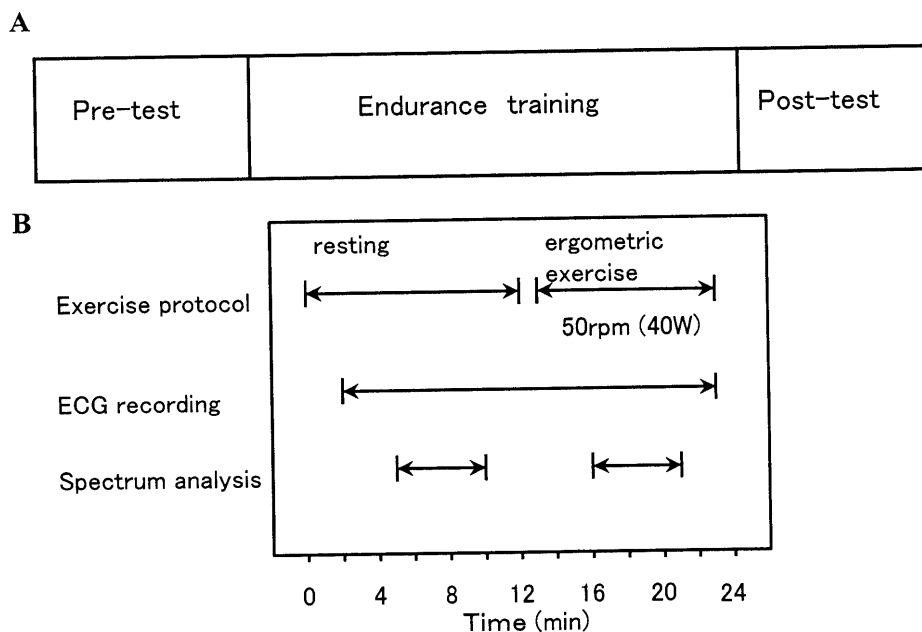 A
Pre-test
Endurance training
Post-test
B
resting
ergometric
exercise
Exercise protocol
50rpm (40W)
ECG recording
Spectrum analysis
0 4 8 12 16 20 24
Time (min)